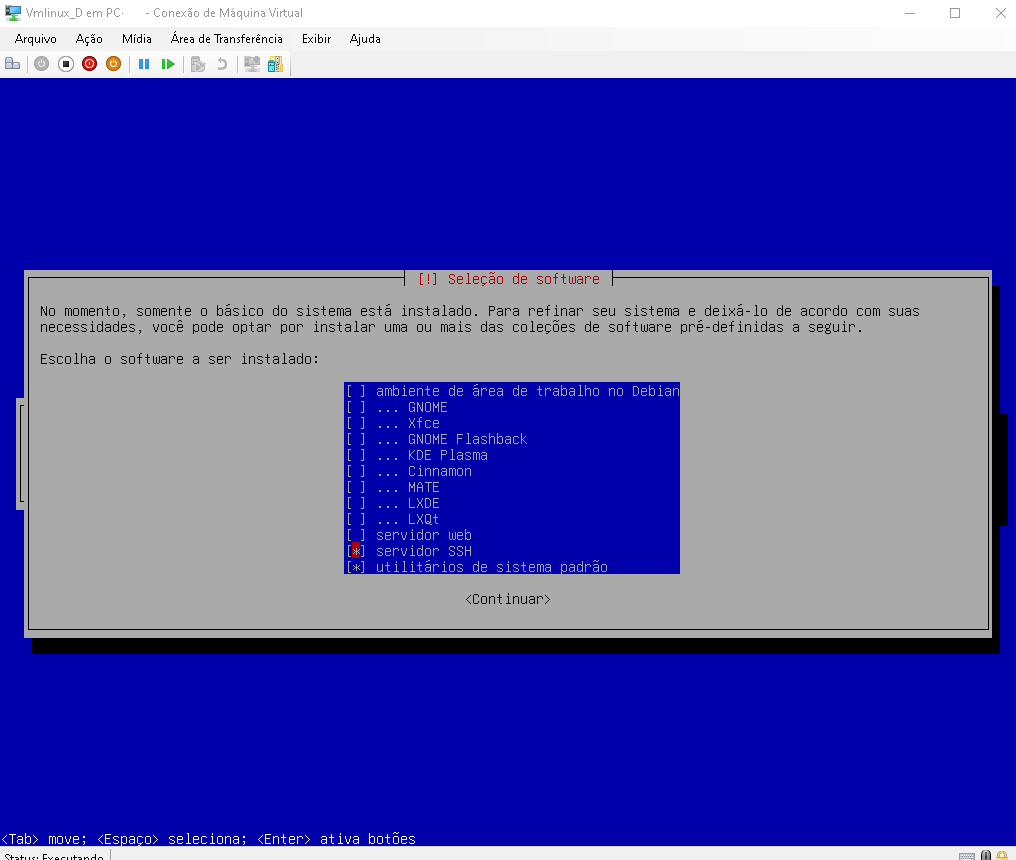 Vmlinux_D em PC- - Conexão de Máquina Virtual
Arquivo Ação Mídia Área de Transferência Exibir Ajuda
[!] Seleção de software
No momento, somente o básico do sistema está instalado. Para refinar seu sistema e deixá-lo de acordo com suas
necessidades, você pode optar por instalar uma ou mais das coleções de software pré-definidas a seguir.
Escolha o software a ser instalado:
[ ] ambiente de área de trabalho no Debian
[ ] ... GNOME
[ ] ... Xfce
[ ] ... GNOME Flashback
[ ] ... KDE Plasma
[ ] ... Cinnamon
[ ] ... MATE
[ ] ... LXDE
[ ] ... LXQt
[ ] servidor web
[*] servidor SSH
[*] utilitários de sistema padrão
<Continuar>
<Tab> move; <Espaço> seleciona; <Enter> ativa botões
Status: Executando